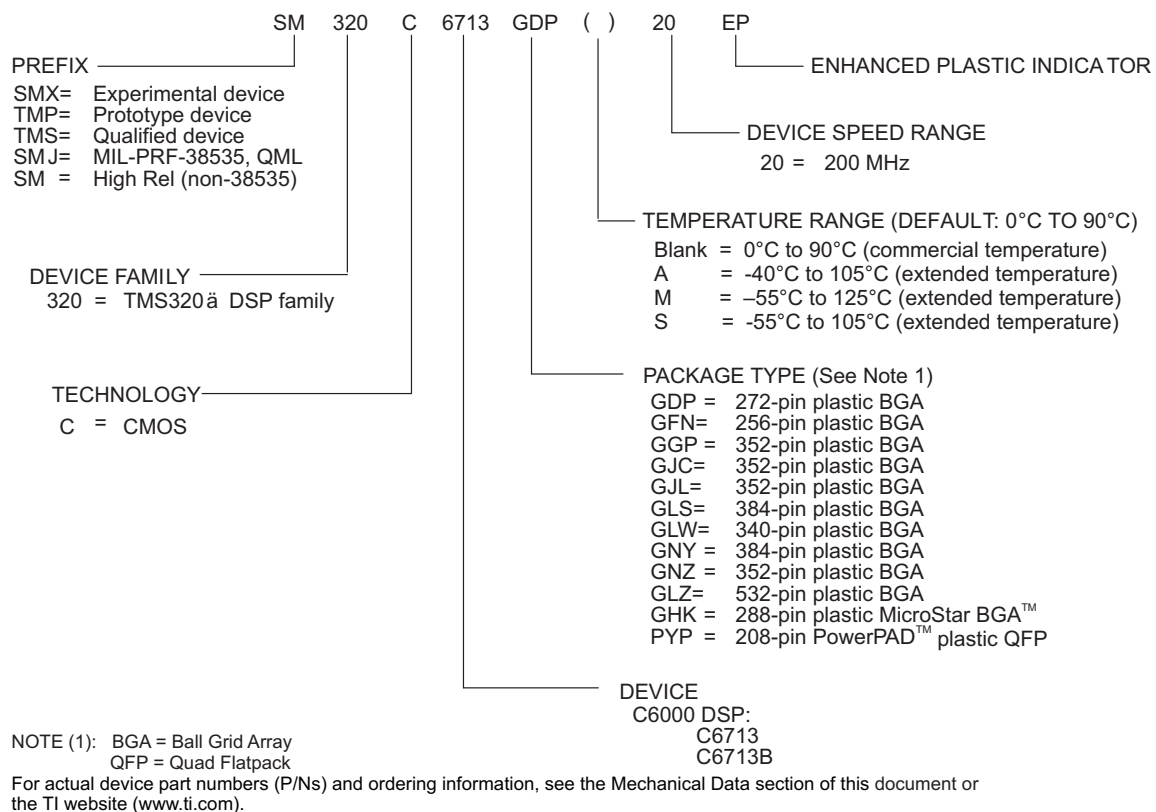 SM 320 C 6713 GDP ( ) 20 EP
PREFIX
SMX= Experimental device
TMP= Prototype device
TMS= Qualified device
SMJ= MIL-PRF-38535, QML
SM = High Rel (non-38535)
ENHANCED PLASTIC INDICA TOR
DEVICE SPEED RANGE
20 = 200 MHz
TEMPERATURE RANGE (DEFAULT: 0°C TO 90°C)
Blank = 0°C to 90°C (commercial temperature)
A = -40°C to 105°C (extended temperature)
M = –55°C to 125°C (extended temperature)
S = -55°C to 105°C (extended temperature)
DEVICE FAMILY
320 = TMS320ä DSP family
TECHNOLOGY
C = CMOS
PACKAGE TYPE (See Note 1)
GDP = 272-pin plastic BGA
GFN= 256-pin plastic BGA
GGP = 352-pin plastic BGA
GJC= 352-pin plastic BGA
GJL= 352-pin plastic BGA
GLS= 384-pin plastic BGA
GLW= 340-pin plastic BGA
GNY = 384-pin plastic BGA
GNZ = 352-pin plastic BGA
GLZ= 532-pin plastic BGA
GHK = 288-pin plastic MicroStar BGA™
PYP = 208-pin PowerPAD™ plastic QFP
DEVICE
C6000 DSP:
C6713
C6713B
NOTE (1): BGA = Ball Grid Array
QFP = Quad Flatpack
For actual device part numbers (P/Ns) and ordering information, see the Mechanical Data section of this document or
the TI website (www.ti.com).